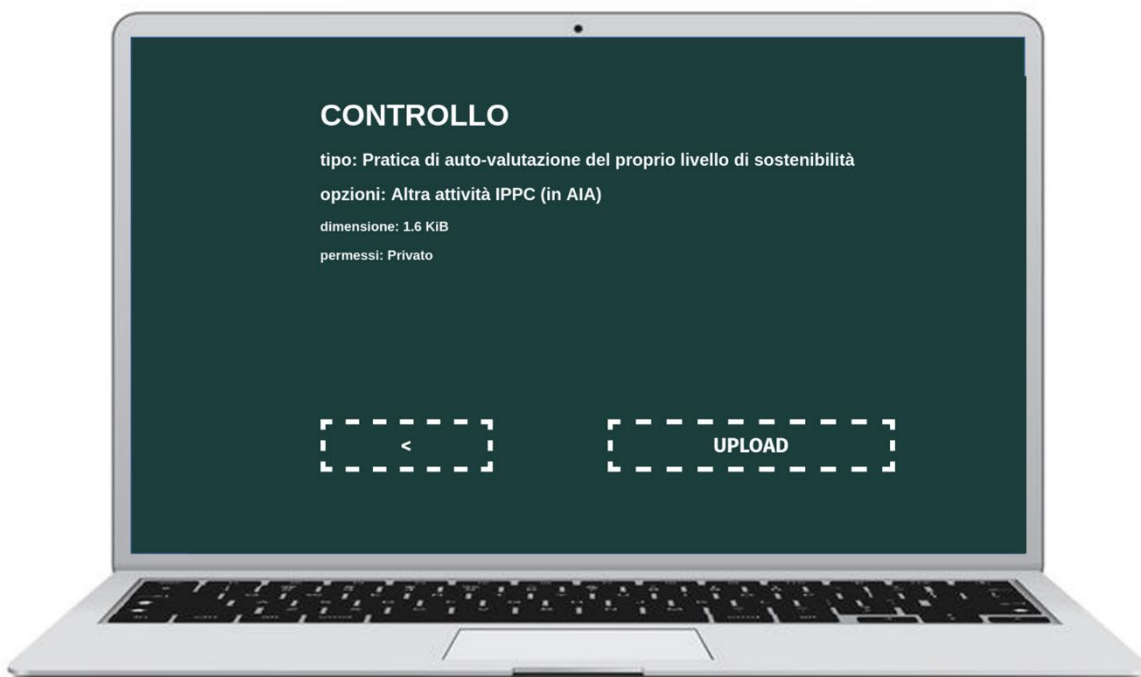 CONTROLLO
tipo: Pratica di auto-valutazione del proprio livello di sostenibilità
opzioni: Altra attività IPPC (in AIA)
dimensione: 1.6 KiB
permessi: Privato
<
UPLOAD